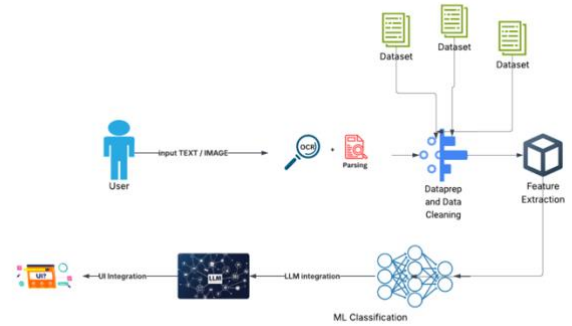 Dataset
Dataset
Dataset
input TEXT / IMAGE
OCR
+
Parsing
User
Dataprep
and Data
Cleaning
Feature
Extraction
UI?
UI Integration
LLM
LLM integration
ML Classification